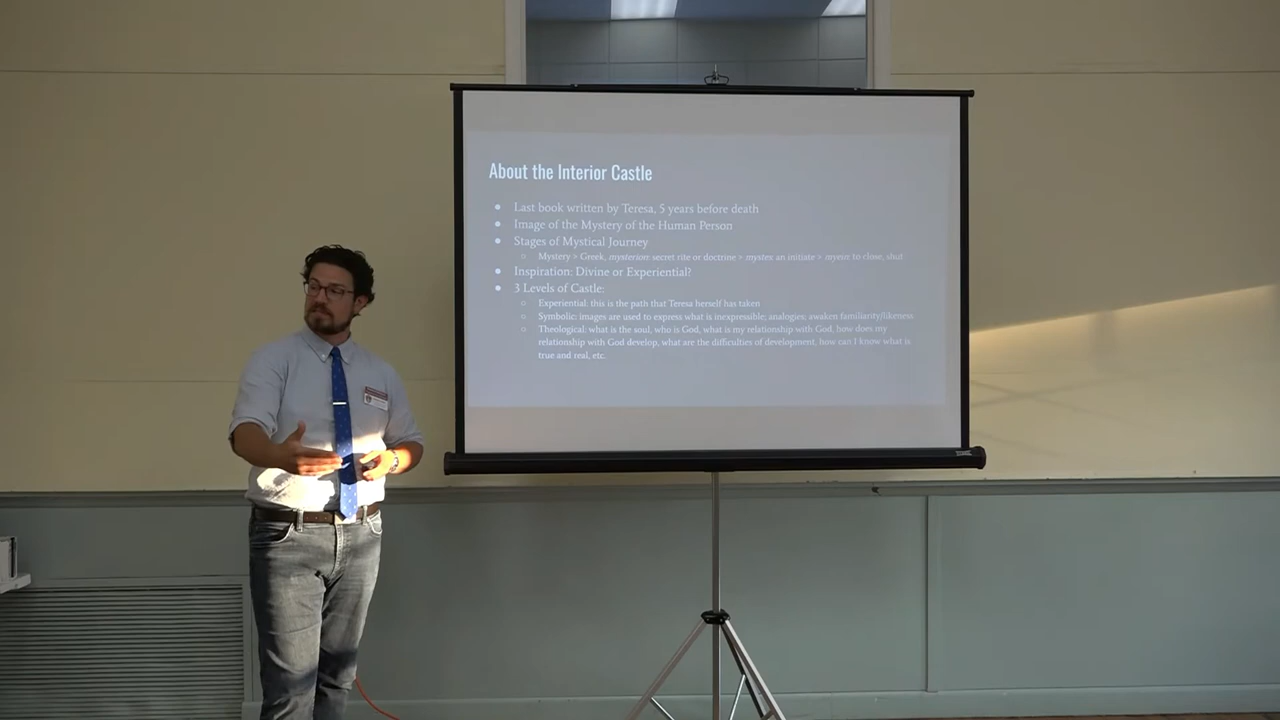 About the Interior Castle
● Last book written by Teresa, 5 years before death
● Image of the Mystery of the Human Person
● Stages of Mystical Journey
○ Mystery > Greek, mysterion: secret rite or doctrine > mystes: an initiate > myein: to close, shut
● Inspiration: Divine or Experiential?
● 3 Levels of Castle:
○ Experiential: this is the path that Teresa herself has taken
○ Symbolic: images are used to express what is inexpressible; analogies, awaken familiarity/likeness
○ Theological: what is the soul, who is God, what is my relationship with God, how does my
relationship with God develop, what are the difficulties of development, how can I know what is
true and real, etc.